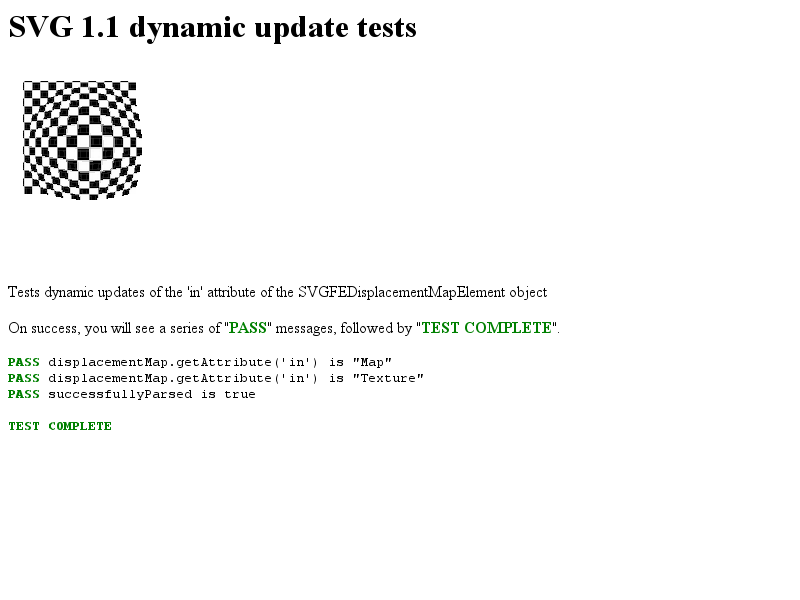 SVG 1.1 dynamic update tests
Tests dynamic updates of the 'in' attribute of the SVGFEDisplacementMapElement object
On success, you will see a series of "PASS" messages, followed by "TEST COMPLETE".
PASS displacementMap.getAttribute('in') is "Map"
PASS displacementMap.getAttribute('in') is "Texture"
PASS successfullyParsed is true
TEST COMPLETE